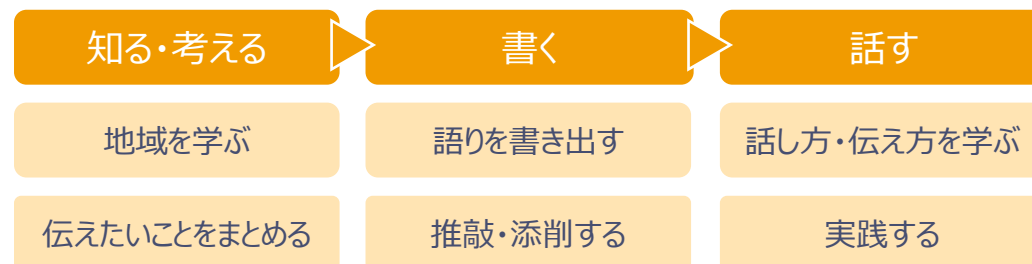 知る・考える
書く
話す
地域を学ぶ
語りを書き出す
話し方・伝え方を学ぶ
伝えたいことをまとめる
推敲・添削する
実践する